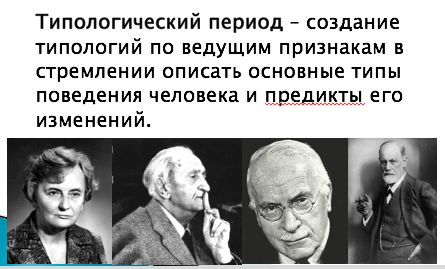 Типологический период – создание
типологий по ведущим признакам в
стремлении описать основные типы
поведения человека и предикты его
изменений.